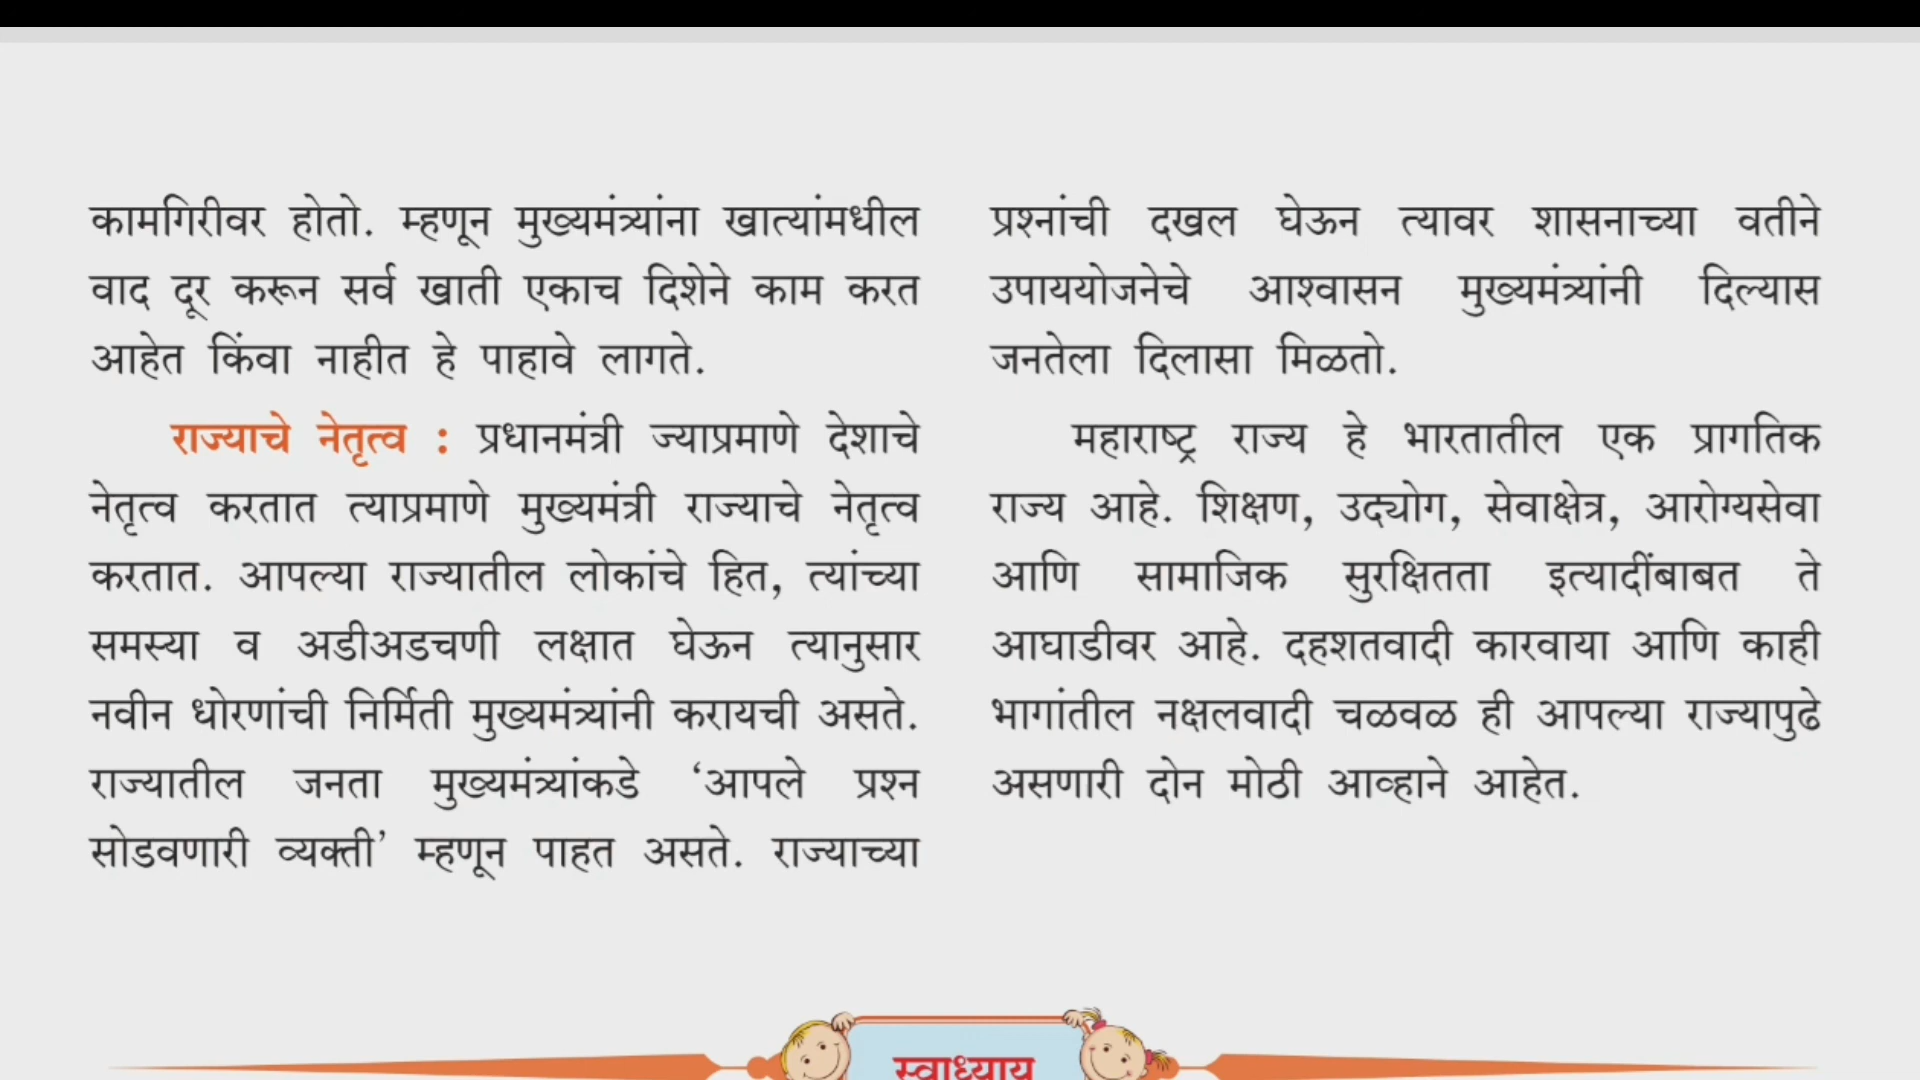 कामगिरीवर होतो. म्हणून मुख्यमंत्र्यांना खात्यांमधील
वाद दूर करून सर्व खाती एकाच दिशेने काम करत
आहेत किंवा नाहीत हे पाहावे लागते.
राज्याचे नेतृत्व : प्रधानमंत्री ज्याप्रमाणे देशाचे
नेतृत्व करतात त्याप्रमाणे मुख्यमंत्री राज्याचे नेतृत्व
करतात. आपल्या राज्यातील लोकांचे हित, त्यांच्या
समस्या व अडीअडचणी लक्षात घेऊन त्यानुसार
नवीन धोरणांची निर्मिती मुख्यमंत्र्यांनी करायची असते.
राज्यातील जनता मुख्यमंत्र्यांकडे ‘आपले प्रश्न
सोडवणारी व्यक्ती’ म्हणून पाहत असते. राज्याच्या
प्रश्नांची दखल घेऊन त्यावर शासनाच्या वतीने
उपाययोजनेचे आश्वासन मुख्यमंत्र्यांनी दिल्यास
जनतेला दिलासा मिळतो.
महाराष्ट्र राज्य हे भारतातील एक प्रागतिक
राज्य आहे. शिक्षण, उद्योग, सेवाक्षेत्र, आरोग्यसेवा
आणि सामाजिक सुरक्षितता इत्यादींबाबत ते
आघाडीवर आहे. दहशतवादी कारवाया आणि काही
भागांतील नक्षलवादी चळवळ ही आपल्या राज्यापुढे
असणारी दोन मोठी आव्हाने आहेत.
स्वाध्याय